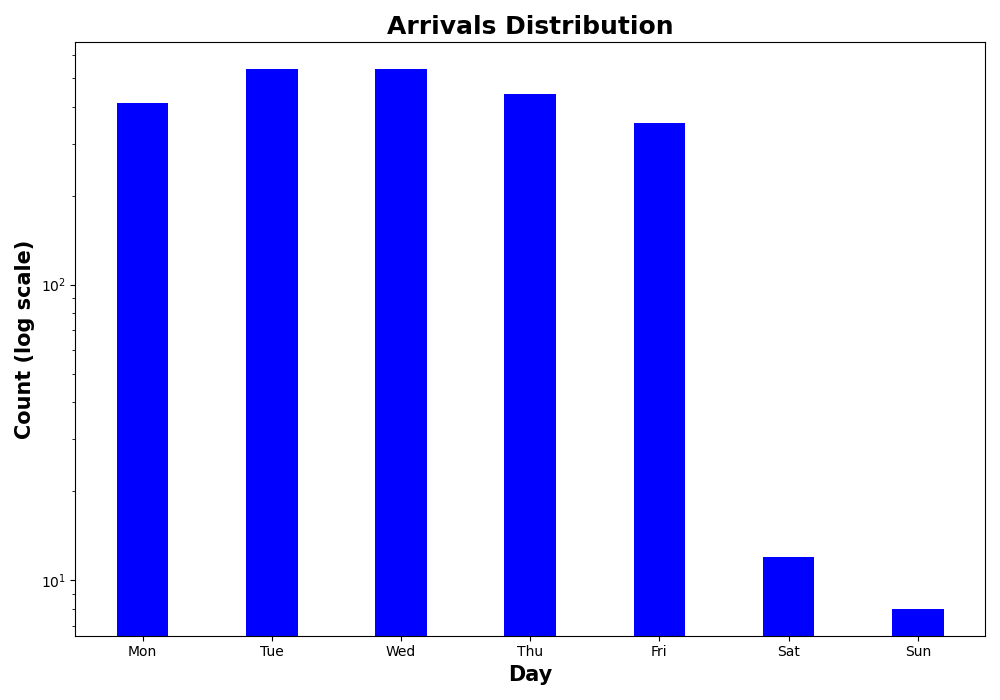 Arrivals Distribution
Count (log scale)
10²
10¹
Mon Tue Wed Thu Fri Sat Sun
Day